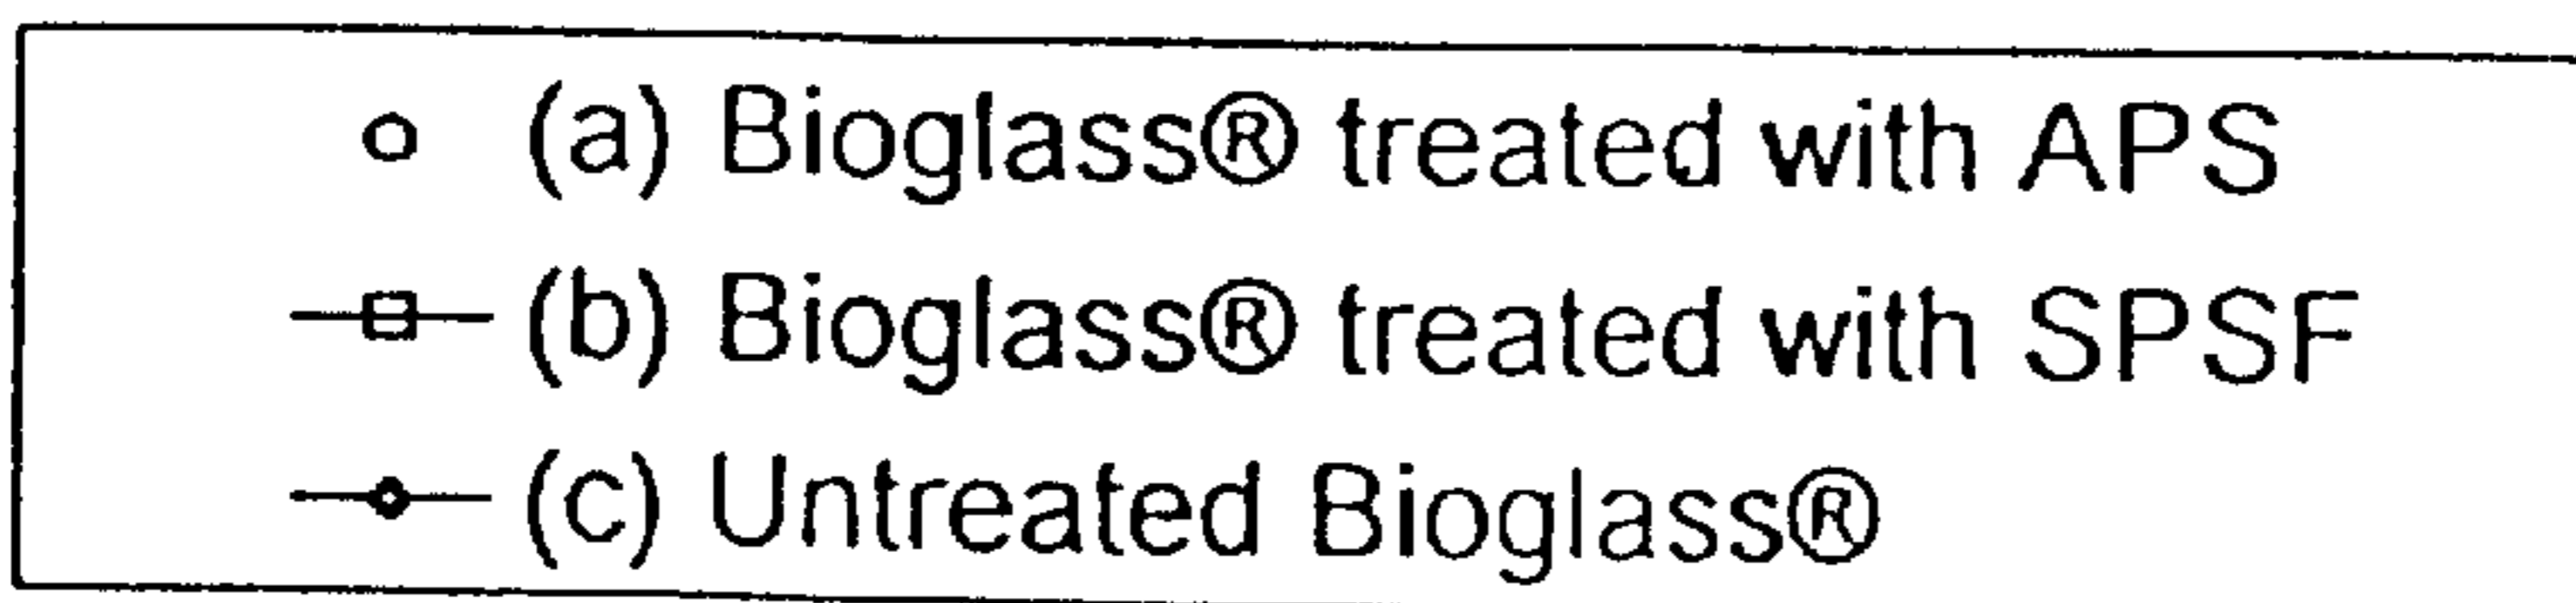 (a) Bioglass® treated with APS
(b) Bioglass® treated with SPSF
(c) Untreated Bioglass®